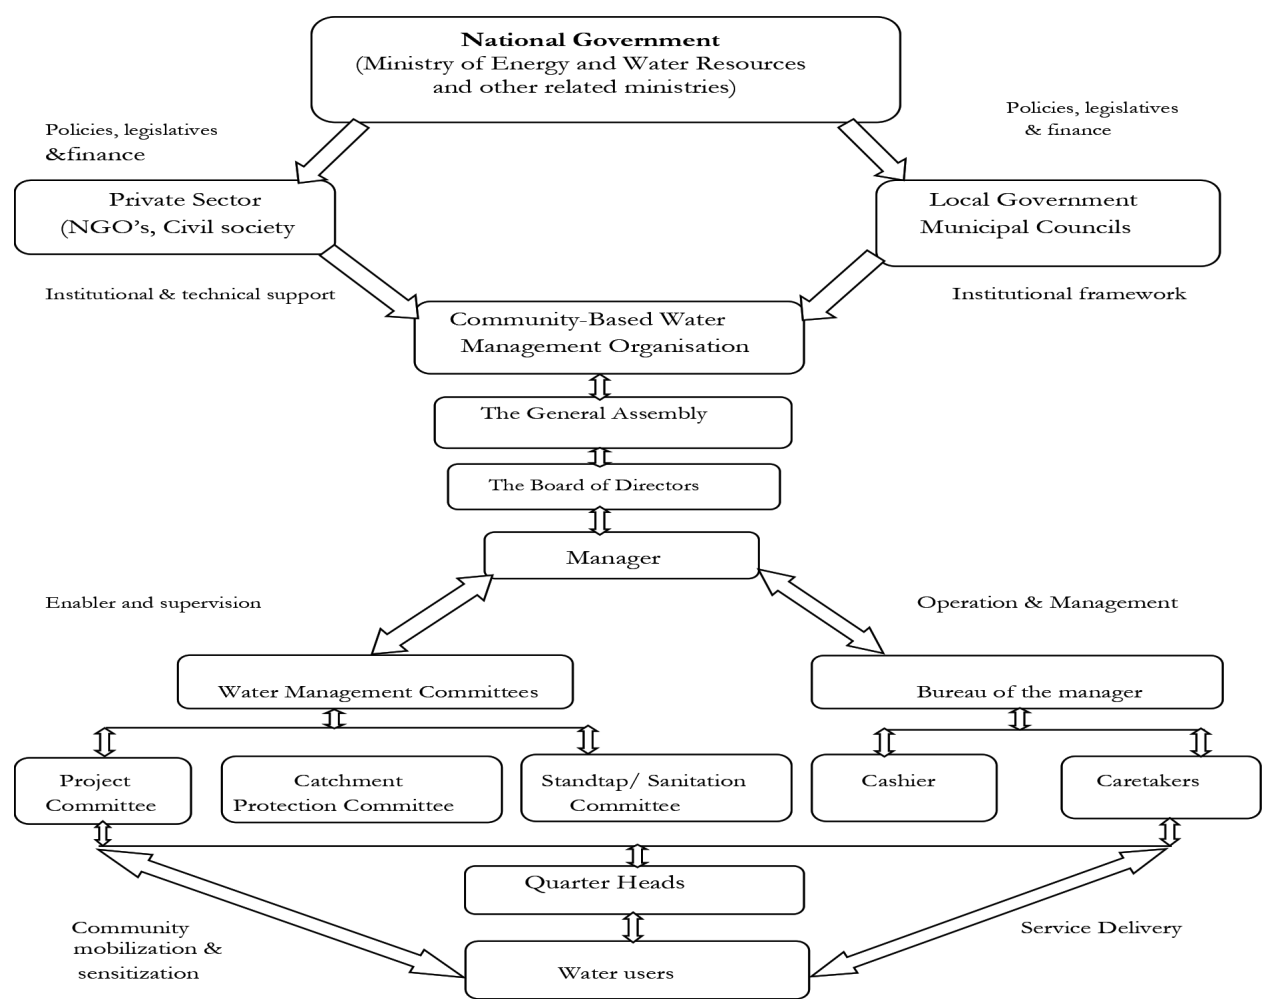 National Government
(Ministry of Energy and Water Resources
and other related ministries)
Policies, legislatives
&finance
Policies, legislatives
& finance
Private Sector
(NGO's, Civil society
Local Government
Municipal Councils
Institutional & technical support
Institutional framework
Community-Based Water
Management Organisation
The General Assembly
The Board of Directors
Manager
Enabler and supervision
Operation & Management
Water Management Committees
Bureau of the manager
Project
Committee
Catchment
Protection Committee
Standtap/ Sanitation
Committee
Cashier
Caretakers
Quarter Heads
Community
mobilization &
sensitization
Service Delivery
Water users